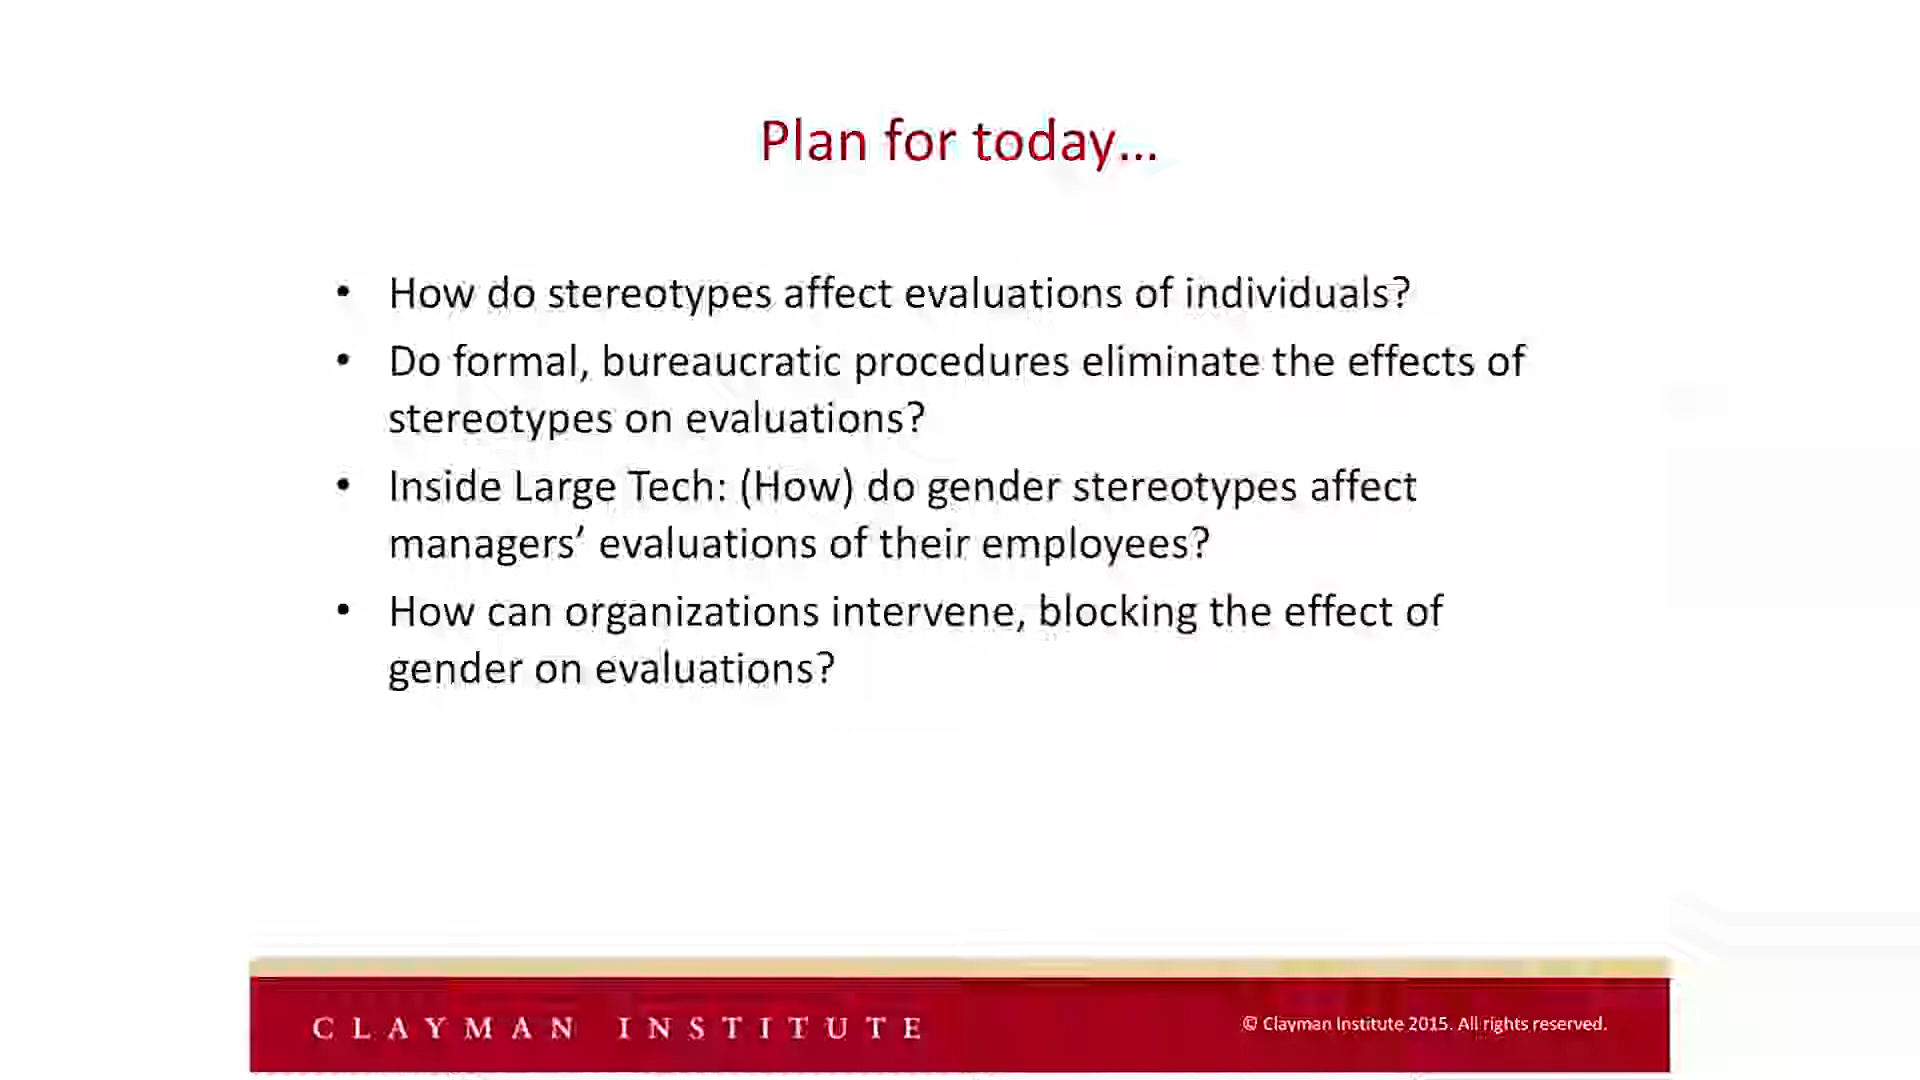 Plan for today...
• How do stereotypes affect evaluations of individuals?
• Do formal, bureaucratic procedures eliminate the effects of
stereotypes on evaluations?
• Inside Large Tech: (How) do gender stereotypes affect
managers’ evaluations of their employees?
• How can organizations intervene, blocking the effect of
gender on evaluations?
CLAYMAN INSTITUTE
© Clayman Institute 2015. All rights reserved.